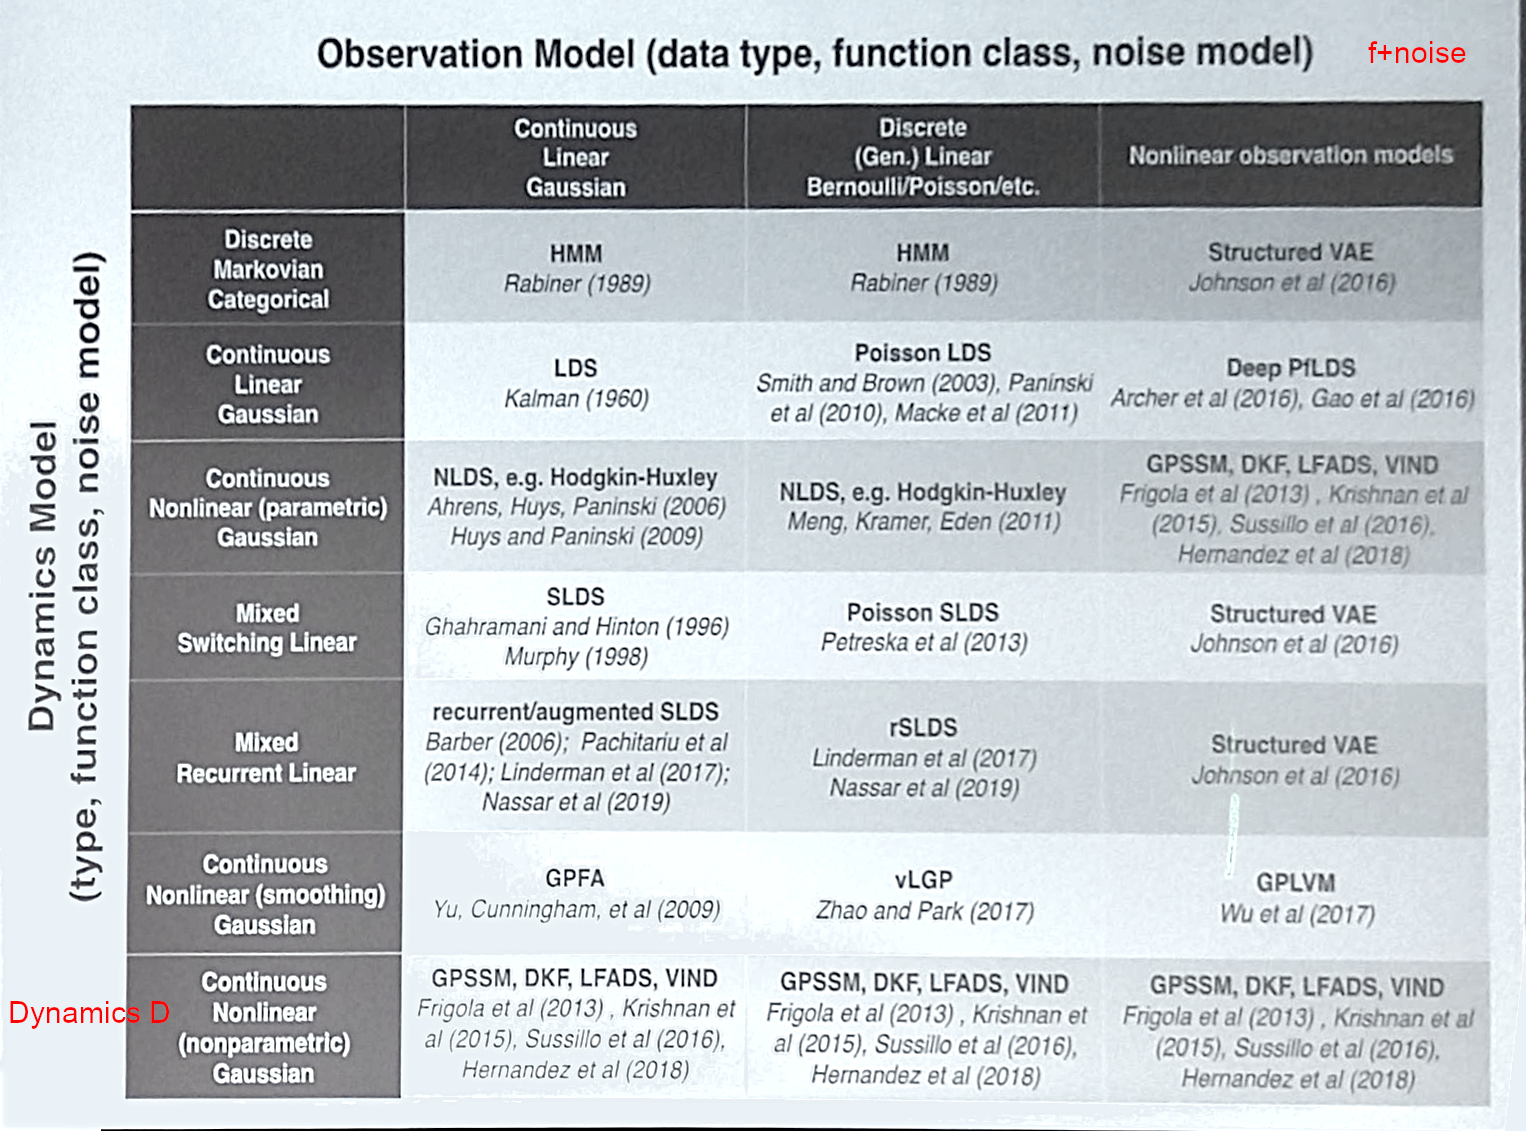 Observation Model (data type, function class, noise model)
f+noise
Dynamics Model
(type, function class, noise model)
Continuous
Linear
Gaussian
Discrete
(Gen.) Linear
Bernoulli/Poisson/etc.
Nonlinear observation models
Discrete
Markovian
Categorical
HMM
Rabiner (1989)
HMM
Rabiner (1989)
Structured VAE
Johnson et al (2016)
Continuous
Linear
Gaussian
LDS
Kalman (1960)
Poisson LDS
Smith and Brown (2003), Paninski
et al (2010), Macke et al (2011)
Deep PfLDS
Archer et al (2016), Gao et al (2016)
Continuous
Nonlinear (parametric)
Gaussian
NLDS, e.g. Hodgkin-Huxley
Ahrens, Huys, Paninski (2006)
Huys and Paninski (2009)
NLDS, e.g. Hodgkin-Huxley
Meng, Kramer, Eden (2011)
GPSSM, DKF, LFADS, VIND
Frigola et al (2013) , Krishnan et al
(2015), Sussillo et al (2016),
Hernandez et al (2018)
Mixed
Switching Linear
SLDS
Ghahramani and Hinton (1996)
Murphy (1998)
Poisson SLDS
Petreska et al (2013)
Structured VAE
Johnson et al (2016)
Mixed
Recurrent Linear
recurrent/augmented SLDS
Barber (2006); Pachitariu et al
(2014); Linderman et al (2017);
Nassar et al (2019)
rSLDS
Linderman et al (2017)
Nassar et al (2019)
Structured VAE
Johnson et al (2016)
Continuous
Nonlinear (smoothing)
Gaussian
GPFA
Yu, Cunningham, et al (2009)
vLGP
Zhao and Park (2017)
GPLVM
Wu et al (2017)
Dynamics D
Continuous
Nonlinear
(nonparametric)
Gaussian
GPSSM, DKF, LFADS, VIND
Frigola et al (2013) , Krishnan et
al (2015), Sussillo et al (2016),
Hernandez et al (2018)
GPSSM, DKF, LFADS, VIND
Frigola et al (2013) , Krishnan et
al (2015), Sussillo et al (2016),
Hernandez et al (2018)
GPSSM, DKF, LFADS, VIND
Frigola et al (2013) , Krishnan et al
(2015), Sussillo et al (2016),
Hernandez et al (2018)